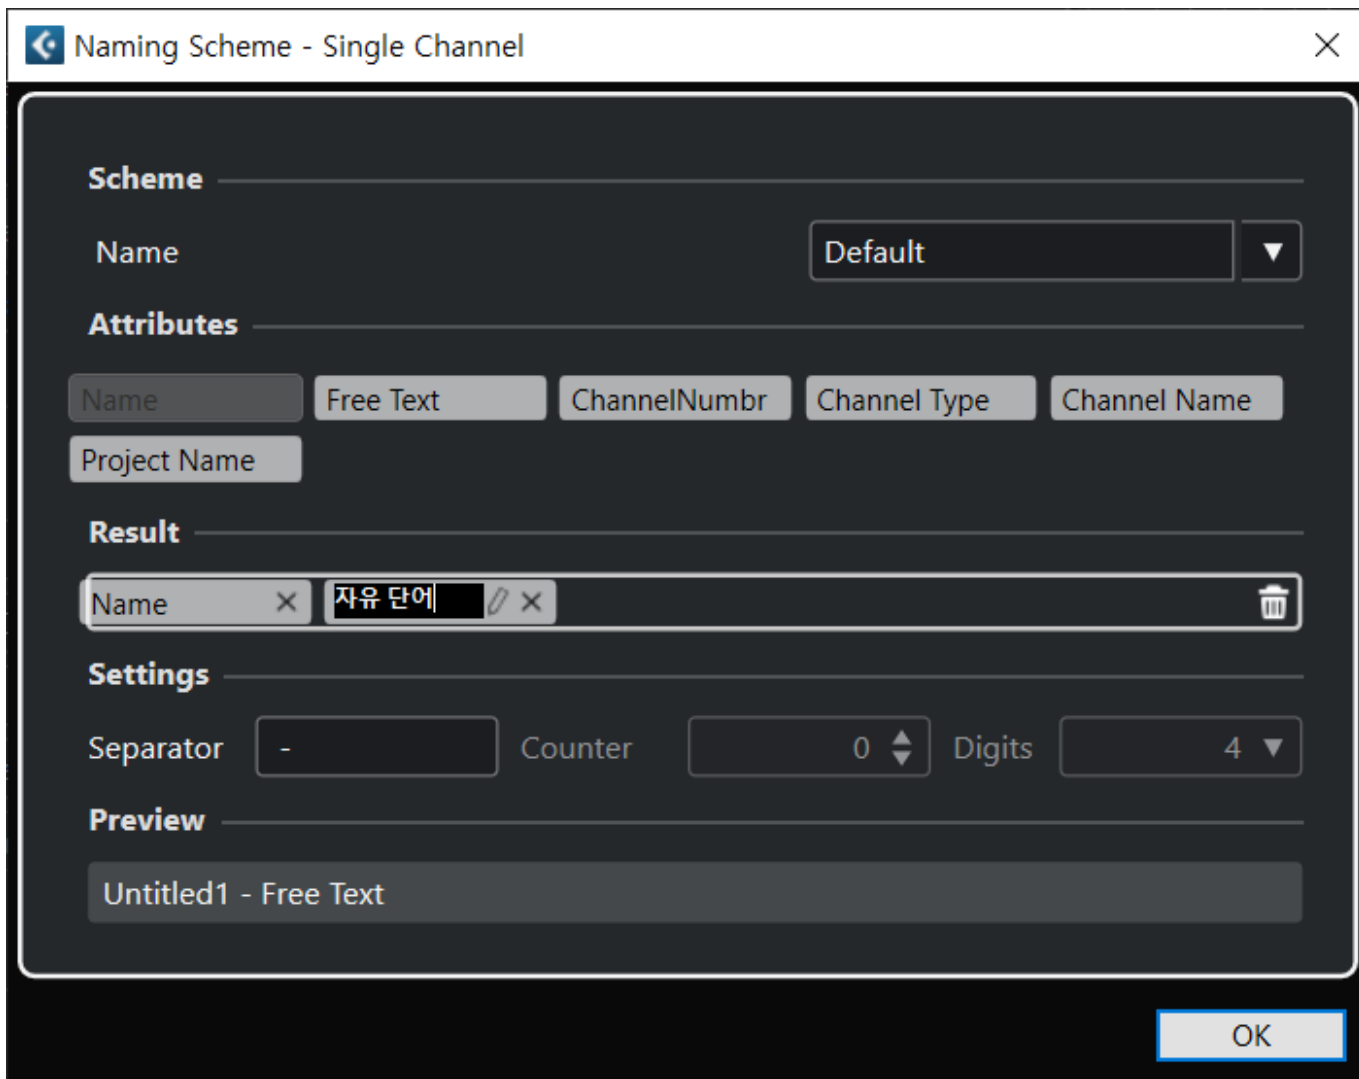 Naming Scheme - Single Channel
Scheme
Name Default
Attributes
Name Free Text ChannelNumbr Channel Type Channel Name
Project Name
Result
Name 자유 단어
Settings
Separator - Counter 0 Digits 4
Preview
Untitled1 - Free Text
OK